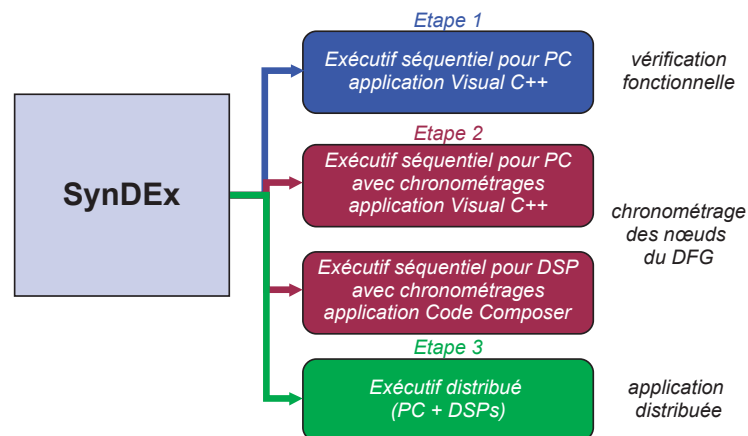 Etape 1
Exécutif séquentiel pour PC
application Visual C++
vérification
fonctionnelle
SynDEx
Etape 2
Exécutif séquentiel pour PC
avec chronométrages
application Visual C++
chronométrage
des nœuds
du DFG
Exécutif séquentiel pour DSP
avec chronométrages
application Code Composer
Etape 3
Exécutif distribué
(PC + DSPs)
application
distribuée